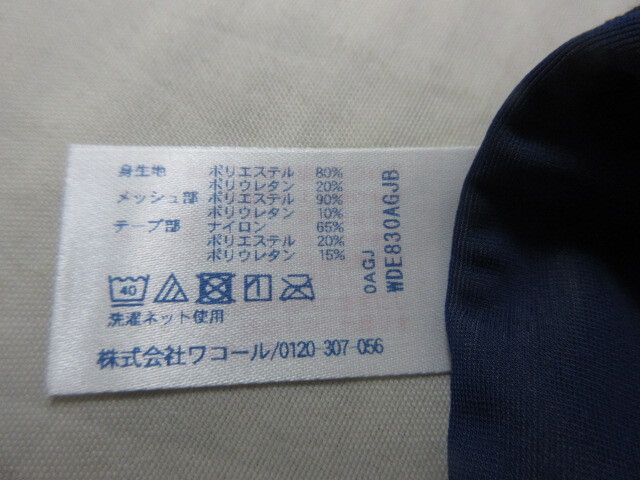 身生地 ポリエステル 80%
ポリウレタン 20%
メッシュ部 ポリエステル 90%
ポリウレタン 10%
テープ部 ナイロン 65%
ポリエステル 20%
ポリウレタン 15%
40
洗濯ネット使用
株式会社ワコール/0120-307-056
0AGJ
WDE830AGJB